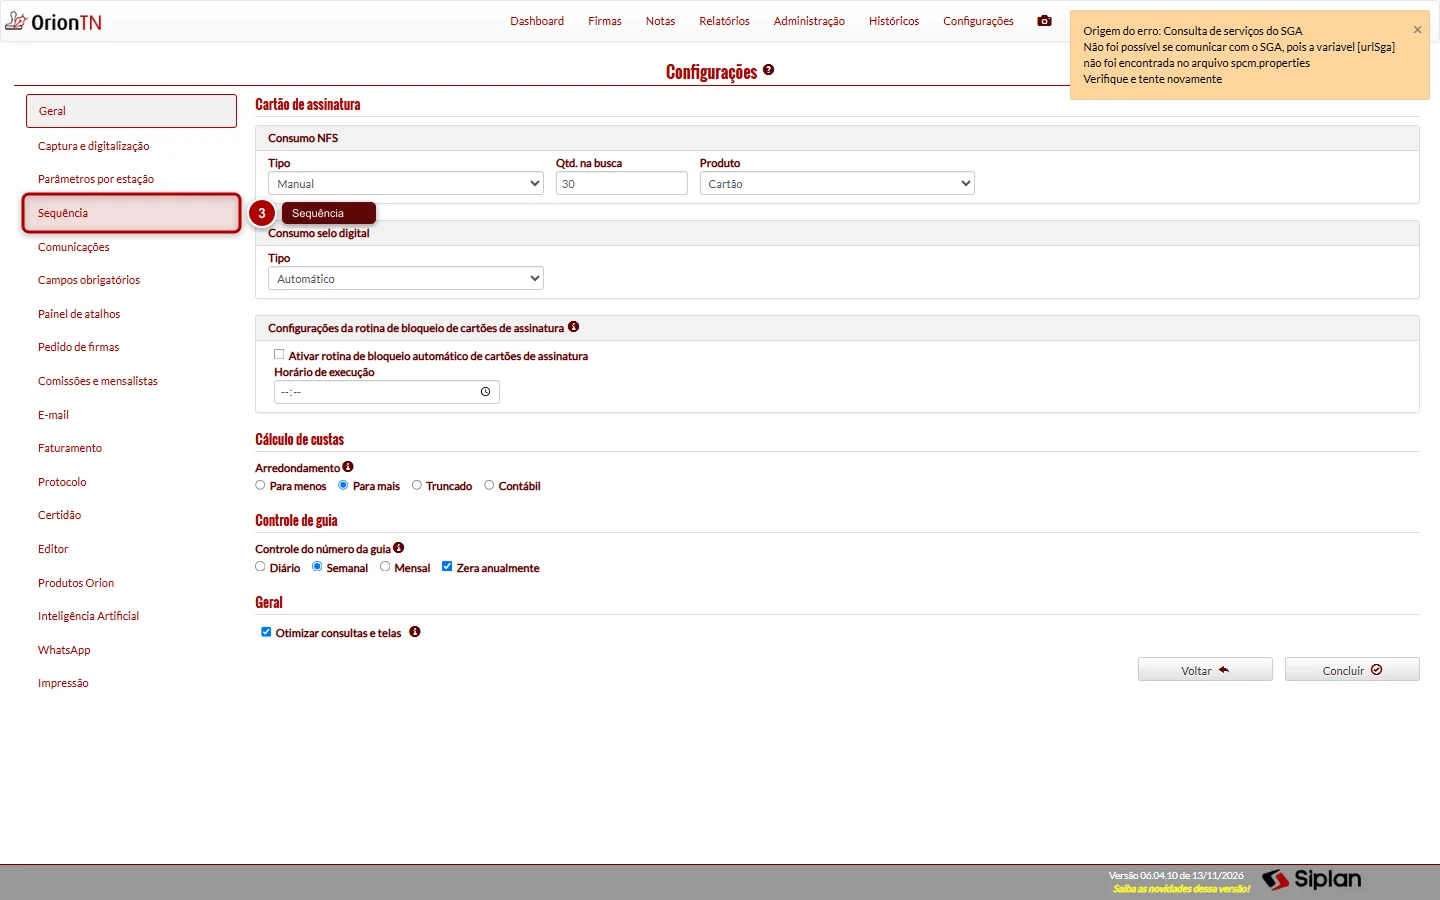 OrionTN
Dashboard
Firmas
Notas
Relatórios
Administração
Históricos
Configurações
Origem do erro: Consulta de serviços do SGA
Não foi possível se comunicar com o SGA, pois a variavel [urlSga]
não foi encontrada no arquivo spcm.properties
Verifique e tente novamente
×
Configurações
Geral
Captura e digitalização
Parâmetros por estação
Sequência
Comunicações
Campos obrigatórios
Painel de atalhos
Pedido de firmas
Comissões e mensalistas
E-mail
Faturamento
Protocolo
Certidão
Editor
Produtos Orion
Inteligência Artificial
WhatsApp
Impressão
3
Sequência
Cartão de assinatura
Consumo NFS
Tipo
Qtd. na busca
Produto
Manual
30
Cartão
Consumo selo digital
Tipo
Automático
Configurações da rotina de bloqueio de cartões de assinatura
Ativar rotina de bloqueio automático de cartões de assinatura
Horário de execução
--:--
Cálculo de custas
Arredondamento
Para menos
Para mais
Truncado
Contábil
Controle de guia
Controle do número da guia
Diário
Semanal
Mensal
Zera anualmente
Geral
Otimizar consultas e telas
Voltar
Concluir
Versão 06.04.10 de 13/11/2026
Saiba as novidades dessa versão!
Siplan